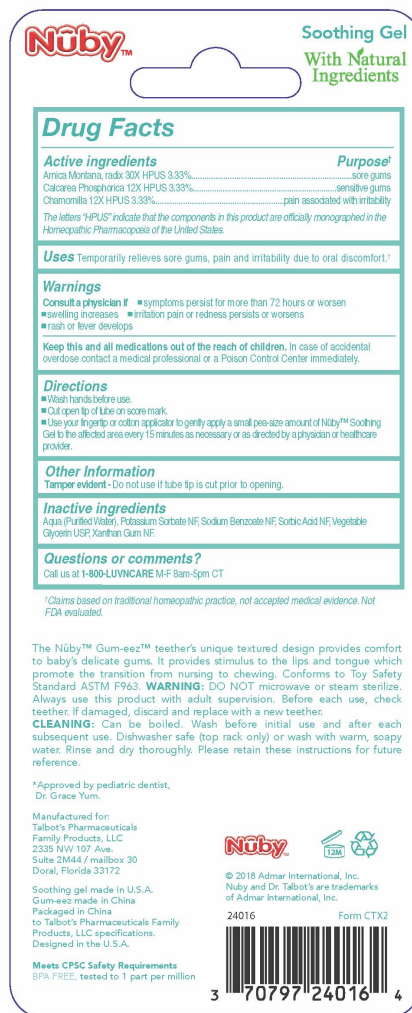 Nûby™
Soothing Gel
With Natural
Ingredients
Drug Facts
Active ingredients Purpose†
Arnica Montana, radix 30X HPUS 3.33%......sore gums
Calcarea Phosphorica 12X HPUS 3.33%......sensitive gums
Chamomilla 12X HPUS 3.33%......pain associated with irritability
The letters “HPUS” indicate that the components in this product are officially monographed in the
Homeopathic Pharmacopœia of the United States.
Uses Temporarily relieves sore gums, pain and irritability due to oral discomfort.†
Warnings
Consult a physician if ■ symptoms persist for more than 72 hours or worsen
■ swelling increases ■ irritation pain or redness persists or worsens
■ rash or fever develops
Keep this and all medications out of the reach of children. In case of accidental
overdose contact a medical professional or a Poison Control Center immediately.
Directions
■ Wash hands before use.
■ Cut open tip of tube on score mark.
■ Use your fingertip or cotton applicator to gently apply a small pea-size amount of Nûby™ Soothing
Gel to the affected area every 15 minutes as necessary or as directed by a physician or healthcare
provider.
Other Information
Tamper evident - Do not use if tube tip is cut prior to opening.
Inactive ingredients
Aqua (Purified Water), Potassium Sorbate NF, Sodium Benzoate NF, Sorbic Acid NF, Vegetable
Glycerin USP, Xanthan Gum NF.
Questions or comments?
Call us at 1-800-LUVNCARE M-F 8am-5pm CT
†Claims based on traditional homeopathic practice, not accepted medical evidence. Not
FDA evaluated.
The Nûby™ Gum-eez™ teether's unique textured design provides comfort
to baby's delicate gums. It provides stimulus to the lips and tongue which
promote the transition from nursing to chewing. Conforms to Toy Safety
Standard ASTM F963. WARNING: DO NOT microwave or steam sterilize.
Always use this product with adult supervision. Before each use, check
teether. If damaged, discard and replace with a new teether.
CLEANING: Can be boiled. Wash before initial use and after each
subsequent use. Dishwasher safe (top rack only) or wash with warm, soapy
water. Rinse and dry thoroughly. Please retain these instructions for future
reference.
*Approved by pediatric dentist,
Dr. Grace Yum.
Manufactured for:
Talbot's Pharmaceuticals
Family Products, LLC
2335 NW 107 Ave.
Suite 2M44 / mailbox 30
Doral, Florida 33172
Soothing gel made in U.S.A.
Gum-eez made in China
Packaged in China
to Talbot's Pharmaceuticals Family
Products, LLC specifications.
Designed in the U.S.A.
Meets CPSC Safety Requirements
BPA FREE, tested to 1 part per million
Nûby™
12M
© 2018 Admar International, Inc.
Nuby and Dr. Talbot's are trademarks
of Admar International, Inc.
24016 Form CTX2
3 70797 24016 4